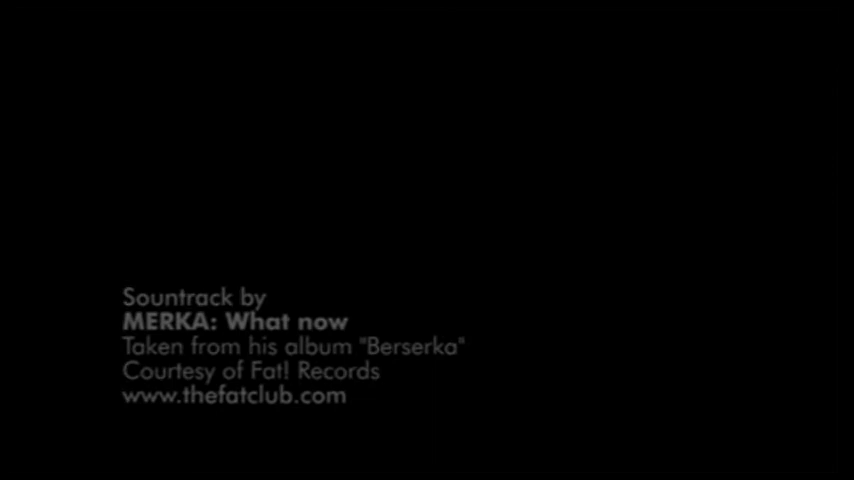 Sountrack by
MERKA: What now
Taken from his album "Berserka"
Courtesy of Fat! Records
www.thefatclub.com